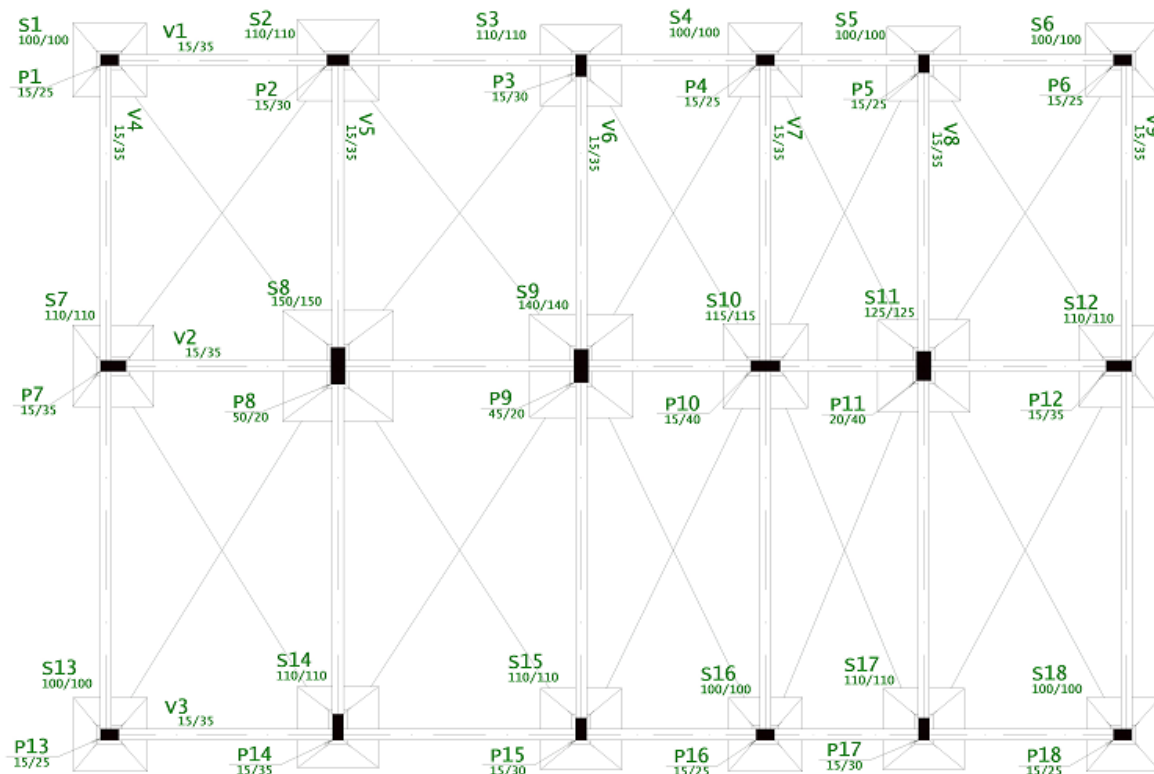 S1
100/100
V1
15/35
S2
110/110
S3
110/110
S4
100/100
S5
100/100
S6
100/100
P1
15/25
P2
15/30
P3
15/30
P4
15/25
P5
15/25
P6
15/25
V4
15/35
V5
15/35
V6
15/35
V7
15/35
V8
15/35
V9
15/35
S7
110/110
S8
150/150
S9
140/140
S10
115/115
S11
125/125
S12
110/110
V2
15/35
P7
15/35
P8
50/20
P9
45/20
P10
15/40
P11
20/40
P12
15/35
S13
100/100
S14
110/110
S15
110/110
S16
100/100
S17
110/110
S18
100/100
V3
15/35
P13
15/25
P14
15/35
P15
15/30
P16
15/25
P17
15/30
P18
15/25